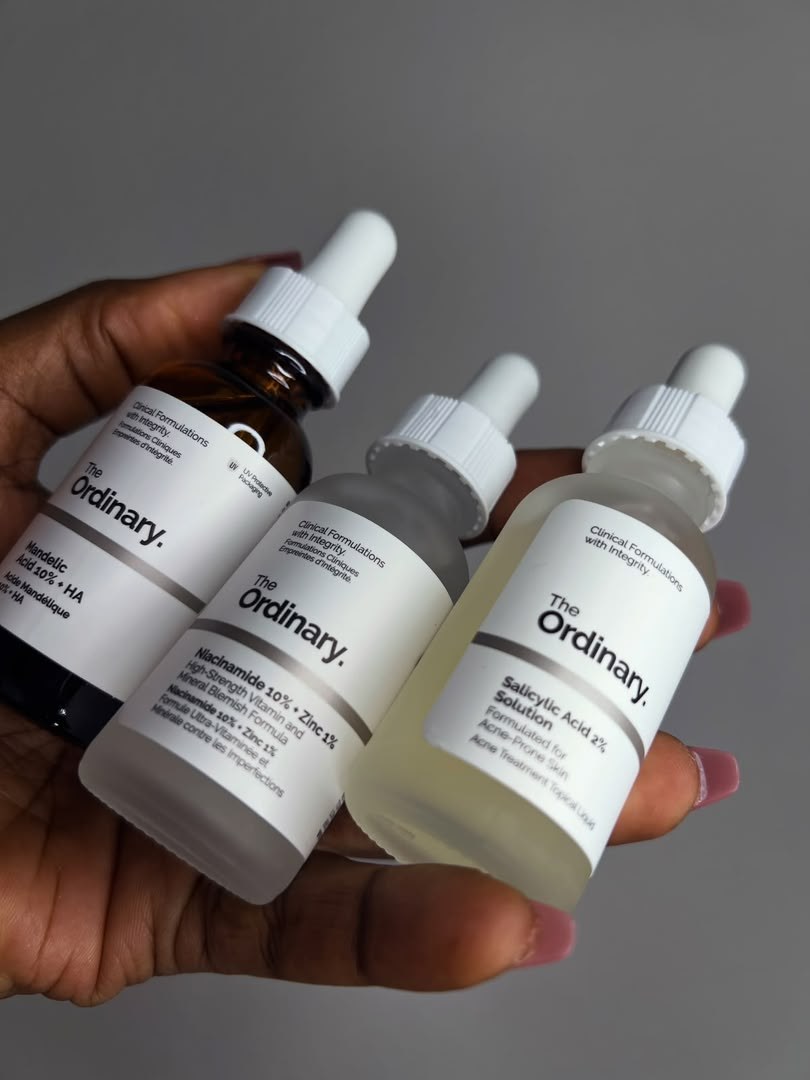 Clinical Formulations
with Integrity.
Formulations Cliniques
Empreintes d'intégrité.
UV
UV Protective
Packaging
The
Ordinary.
Mandelic
Acid 10% + HA
Acide Mandélique
10% + HA
Clinical Formulations
with Integrity.
Formulations Cliniques
Empreintes d'intégrité.
The
Ordinary.
Niacinamide 10% + Zinc 1%
High-Strength Vitamin and
Mineral Blemish Formula
Niacinamide 10% + Zinc 1%
Formule Ultra-Vitaminée et
Minérale contre les Imperfections
Clinical Formulations
with Integrity.
The
Ordinary.
Salicylic Acid 2%
Solution
Formulated for
Acne-Prone Skin
Acne Treatment Topical Liquid